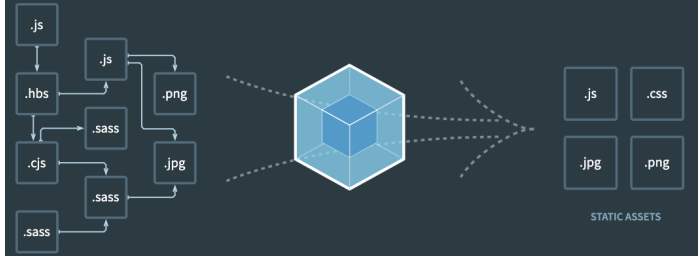 .js
.js
.hbs
.png
.sass
.cjs
.jpg
.sass
.sass
.js
.css
.jpg
.png
STATIC ASSETS